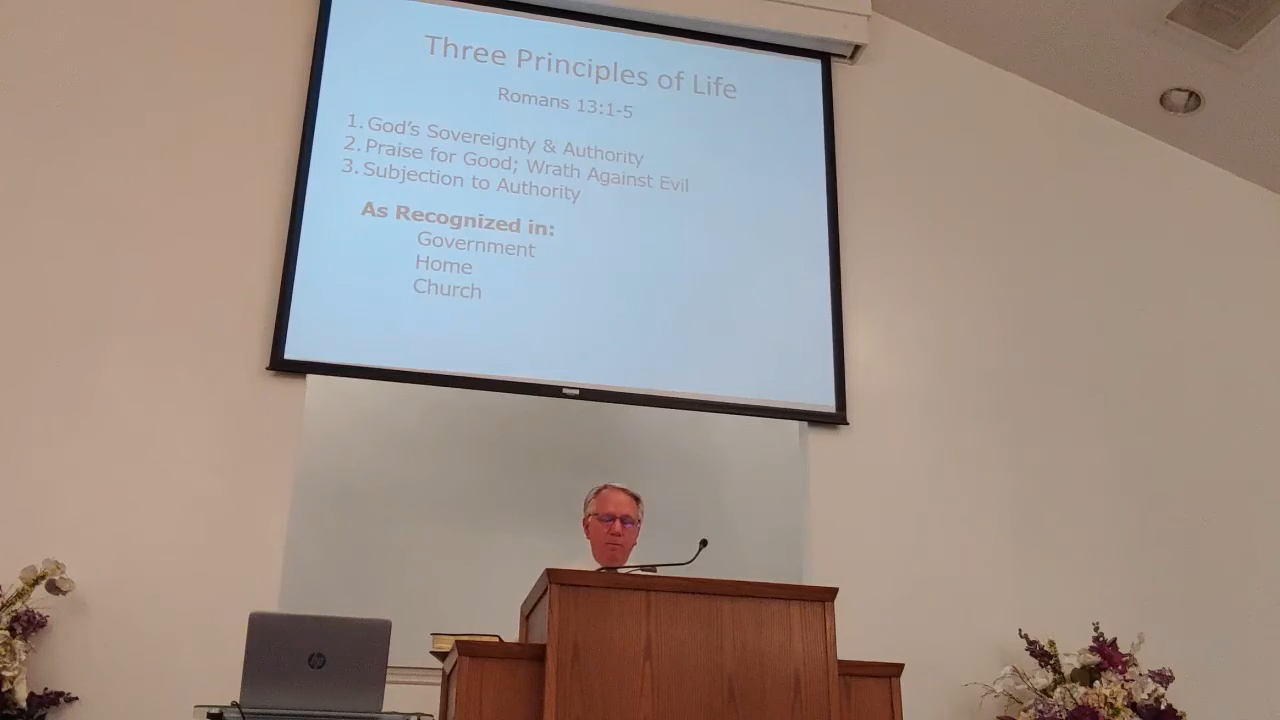 Three Principles of Life
Romans 13:1-5
1. God's Sovereignty & Authority
2. Praise for Good; Wrath Against Evil
3. Subjection to Authority
As Recognized in:
Government
Home
Church
hp